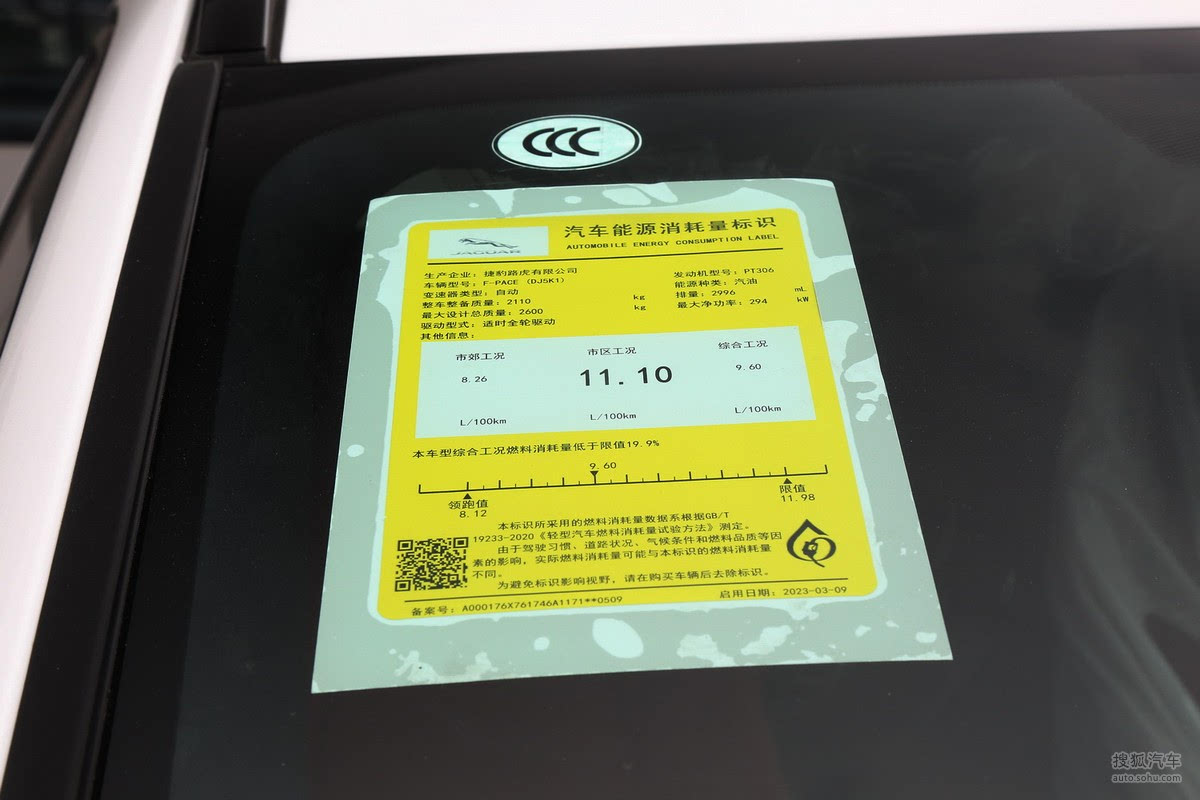 CCC
JAGUAR
汽车能源消耗量标识
AUTOMOBILE ENERGY CONSUMPTION LABEL
生产企业：捷豹路虎有限公司
车辆型号：F-PACE (DJ5K1)
变速器类型：自动
整车整备质量：2110 kg
最大设计总质量：2600 kg
驱动型式：适时全轮驱动
其他信息：
发动机型号：PT306
能源种类：汽油
排量：2996 mL
最大净功率：294 kW
市郊工况 市区工况 综合工况
8.26 11.10 9.60
L/100km L/100km L/100km
本车型综合工况燃料消耗量低于限值19.9%
9.60
领跑值 限值
8.12 11.98
本标识所采用的燃料消耗量数据系根据GB/T
19233-2020《轻型汽车燃料消耗量试验方法》测定。
由于驾驶习惯、道路状况、气候条件和燃料品质等因
素的影响，实际燃料消耗量可能与本标识的燃料消耗量
不同。
为避免标识影响视野，请在购买车辆后去除标识。
备案号：A000176X761746A1171**0509 启用日期：2023-03-09
搜狐汽车
auto.sohu.com